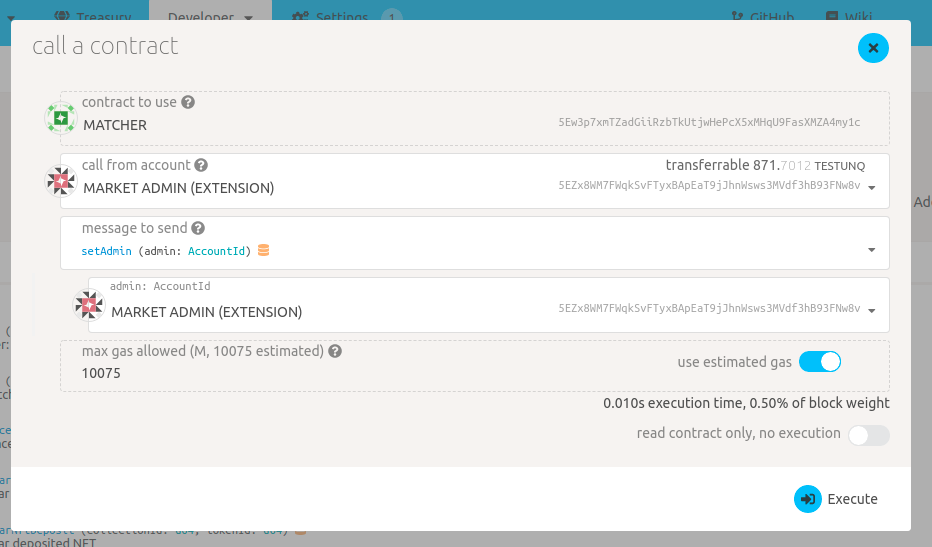 Treasury
Developer
Settings
1
GitHub
Wiki
call a contract
contract to use
MATCHER
5Ew3p7xmTZadGiiRzbTkUtjwHePcX5xMHqU9FasXMZA4my1c
call from account
transferrable 871.7012 TESTUNQ
MARKET ADMIN (EXTENSION)
5EZx8WM7FWqkSvFTyxBApEaT9jJhnWsws3MVdf3hB93FNw8v
Add
message to send
setAdmin (admin: AccountId)
admin: AccountId
MARKET ADMIN (EXTENSION)
5EZx8WM7FWqkSvFTyxBApEaT9jJhnWsws3MVdf3hB93FNw8v
max gas allowed (M, 10075 estimated)
10075
use estimated gas
0.010s execution time, 0.50% of block weight
read contract only, no execution
Execute
deposited NFT